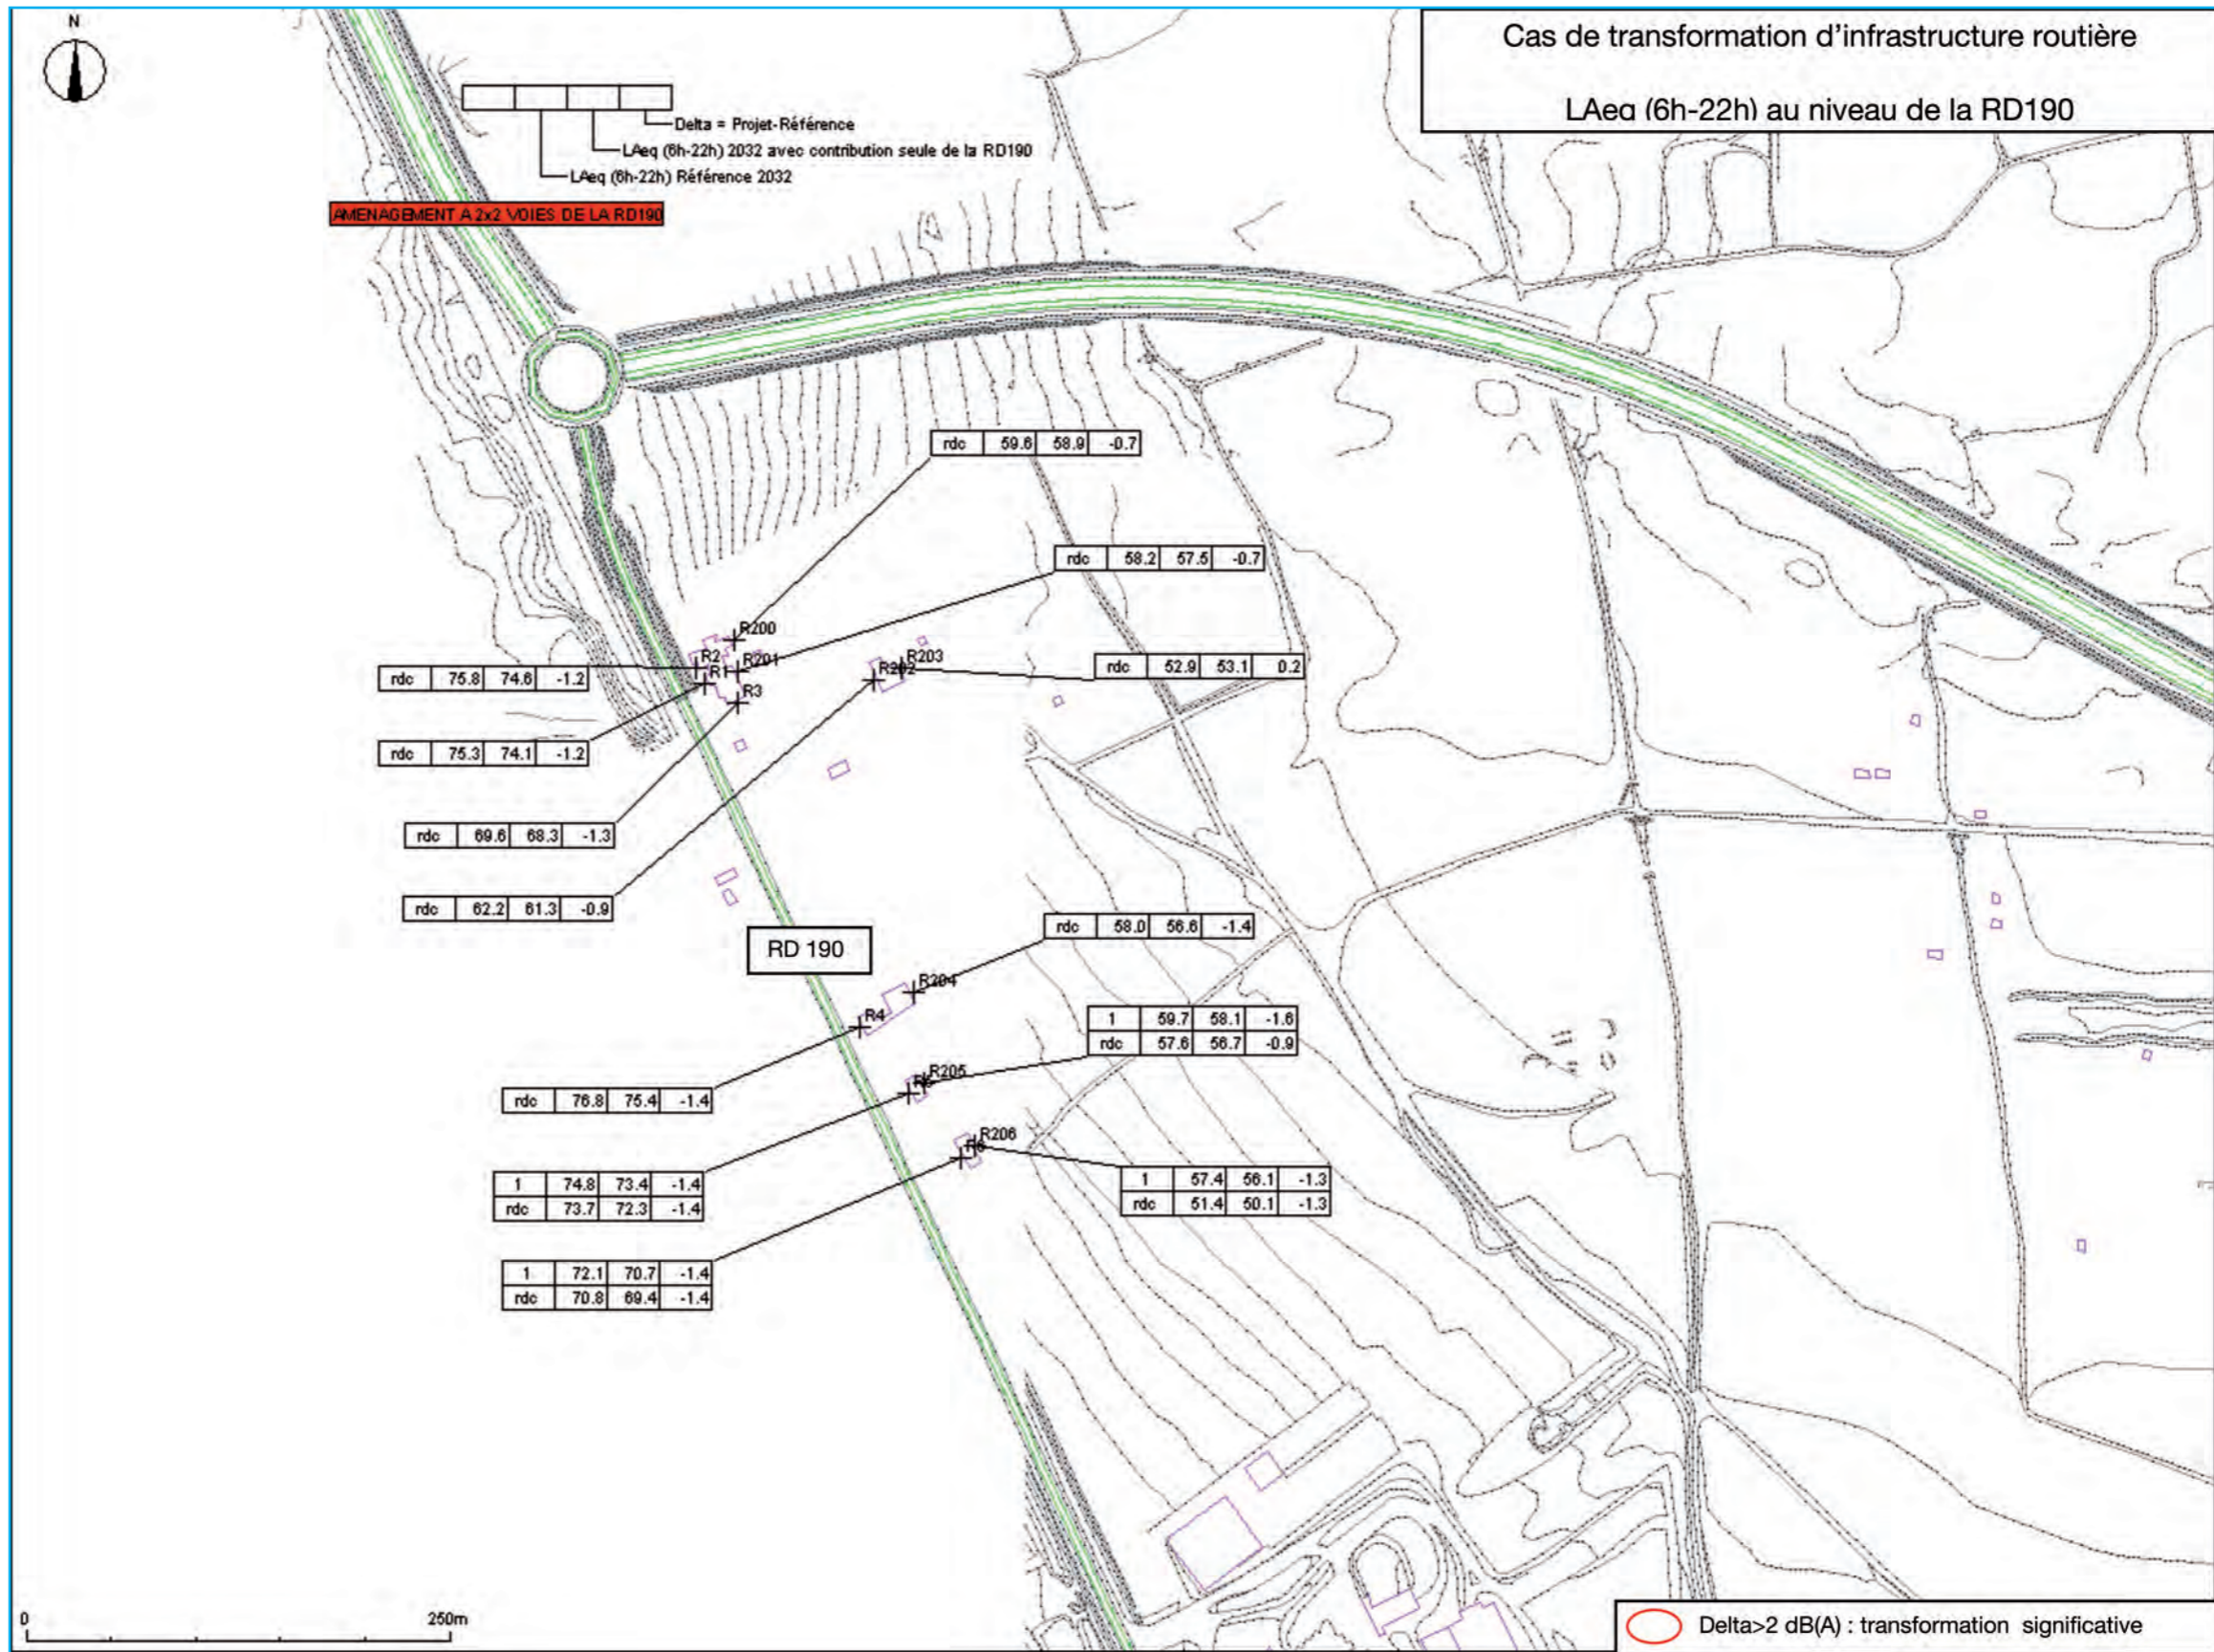 N
Cas de transformation d'infrastructure routière
LAeq (6h-22h) au niveau de la RD190
Delta = Projet-Référence
LAeq (6h-22h) 2032 avec contribution seule de la RD190
LAeq (6h-22h) Référence 2032
AMENAGEMENT A 2x2 VOIES DE LA RD190
rdc 59.6 58.9 -0.7
rdc 58.2 57.5 -0.7
R200
R2
R201
R1
R3
R202
R203
rdc 75.8 74.6 -1.2
rdc 52.9 53.1 0.2
rdc 75.3 74.1 -1.2
rdc 69.6 68.3 -1.3
rdc 62.2 61.3 -0.9
RD 190
rdc 58.0 56.6 -1.4
R204
R4
1 59.7 58.1 -1.6
rdc 57.6 56.7 -0.9
R205
rdc 76.8 75.4 -1.4
R206
1 74.8 73.4 -1.4
rdc 73.7 72.3 -1.4
1 57.4 56.1 -1.3
rdc 51.4 50.1 -1.3
1 72.1 70.7 -1.4
rdc 70.8 69.4 -1.4
0 250m
Delta>2 dB(A) : transformation significative